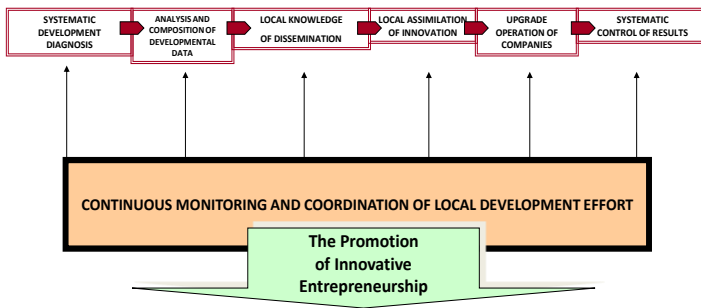 SYSTEMATIC
DEVELOPMENT
DIAGNOSIS
ANALYSIS AND
COMPOSITION OF
DEVELOPMENTAL
DATA
LOCAL KNOWLEDGE
OF DISSEMINATION
LOCAL ASSIMILATION
OF INNOVATION
UPGRADE
OPERATION OF
COMPANIES
SYSTEMATIC
CONTROL OF RESULTS
CONTINUOUS MONITORING AND COORDINATION OF LOCAL DEVELOPMENT EFFORT
The Promotion
of Innovative
Entrepreneurship